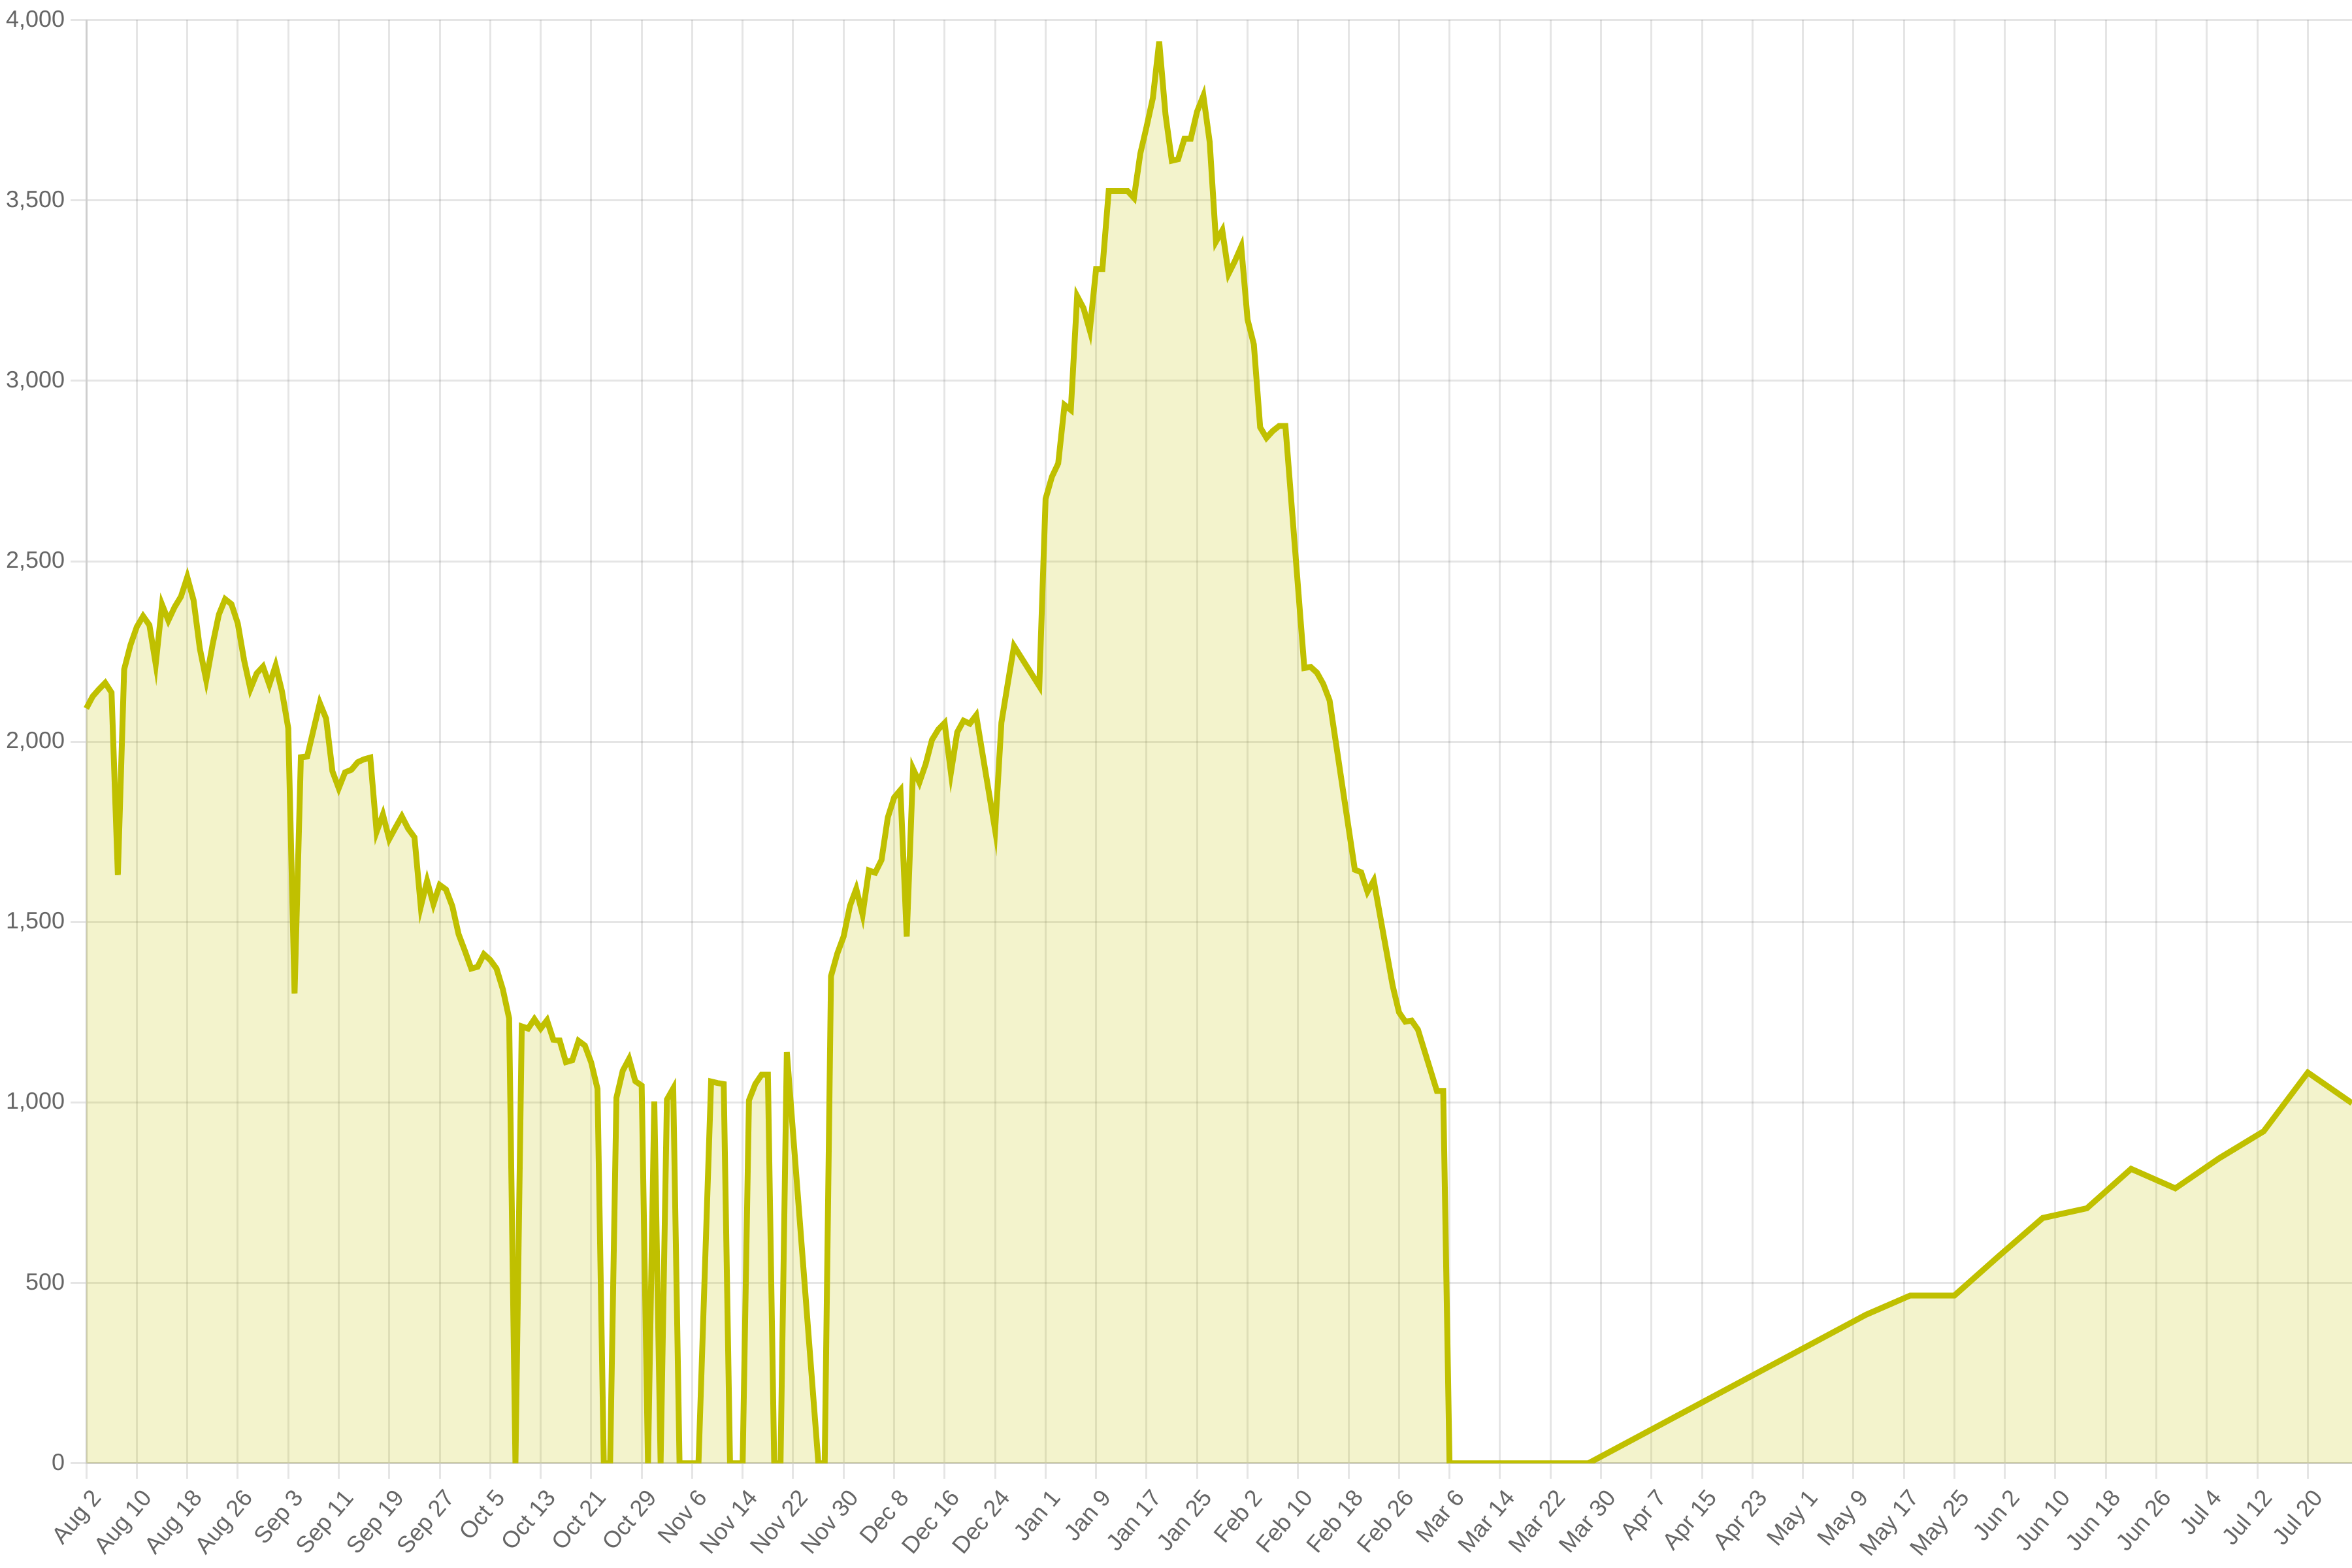 4,000
3,500
3,000
2,500
2,000
1,500
1,000
500
0
Aug 2
Aug 10
Aug 18
Aug 26
Sep 3
Sep 11
Sep 19
Sep 27
Oct 5
Oct 13
Oct 21
Oct 29
Nov 6
Nov 14
Nov 22
Nov 30
Dec 8
Dec 16
Dec 24
Jan 1
Jan 9
Jan 17
Jan 25
Feb 2
Feb 10
Feb 18
Feb 26
Mar 6
Mar 14
Mar 22
Mar 30
Apr 7
Apr 15
Apr 23
May 1
May 9
May 17
May 25
Jun 2
Jun 10
Jun 18
Jun 26
Jul 4
Jul 12
Jul 20